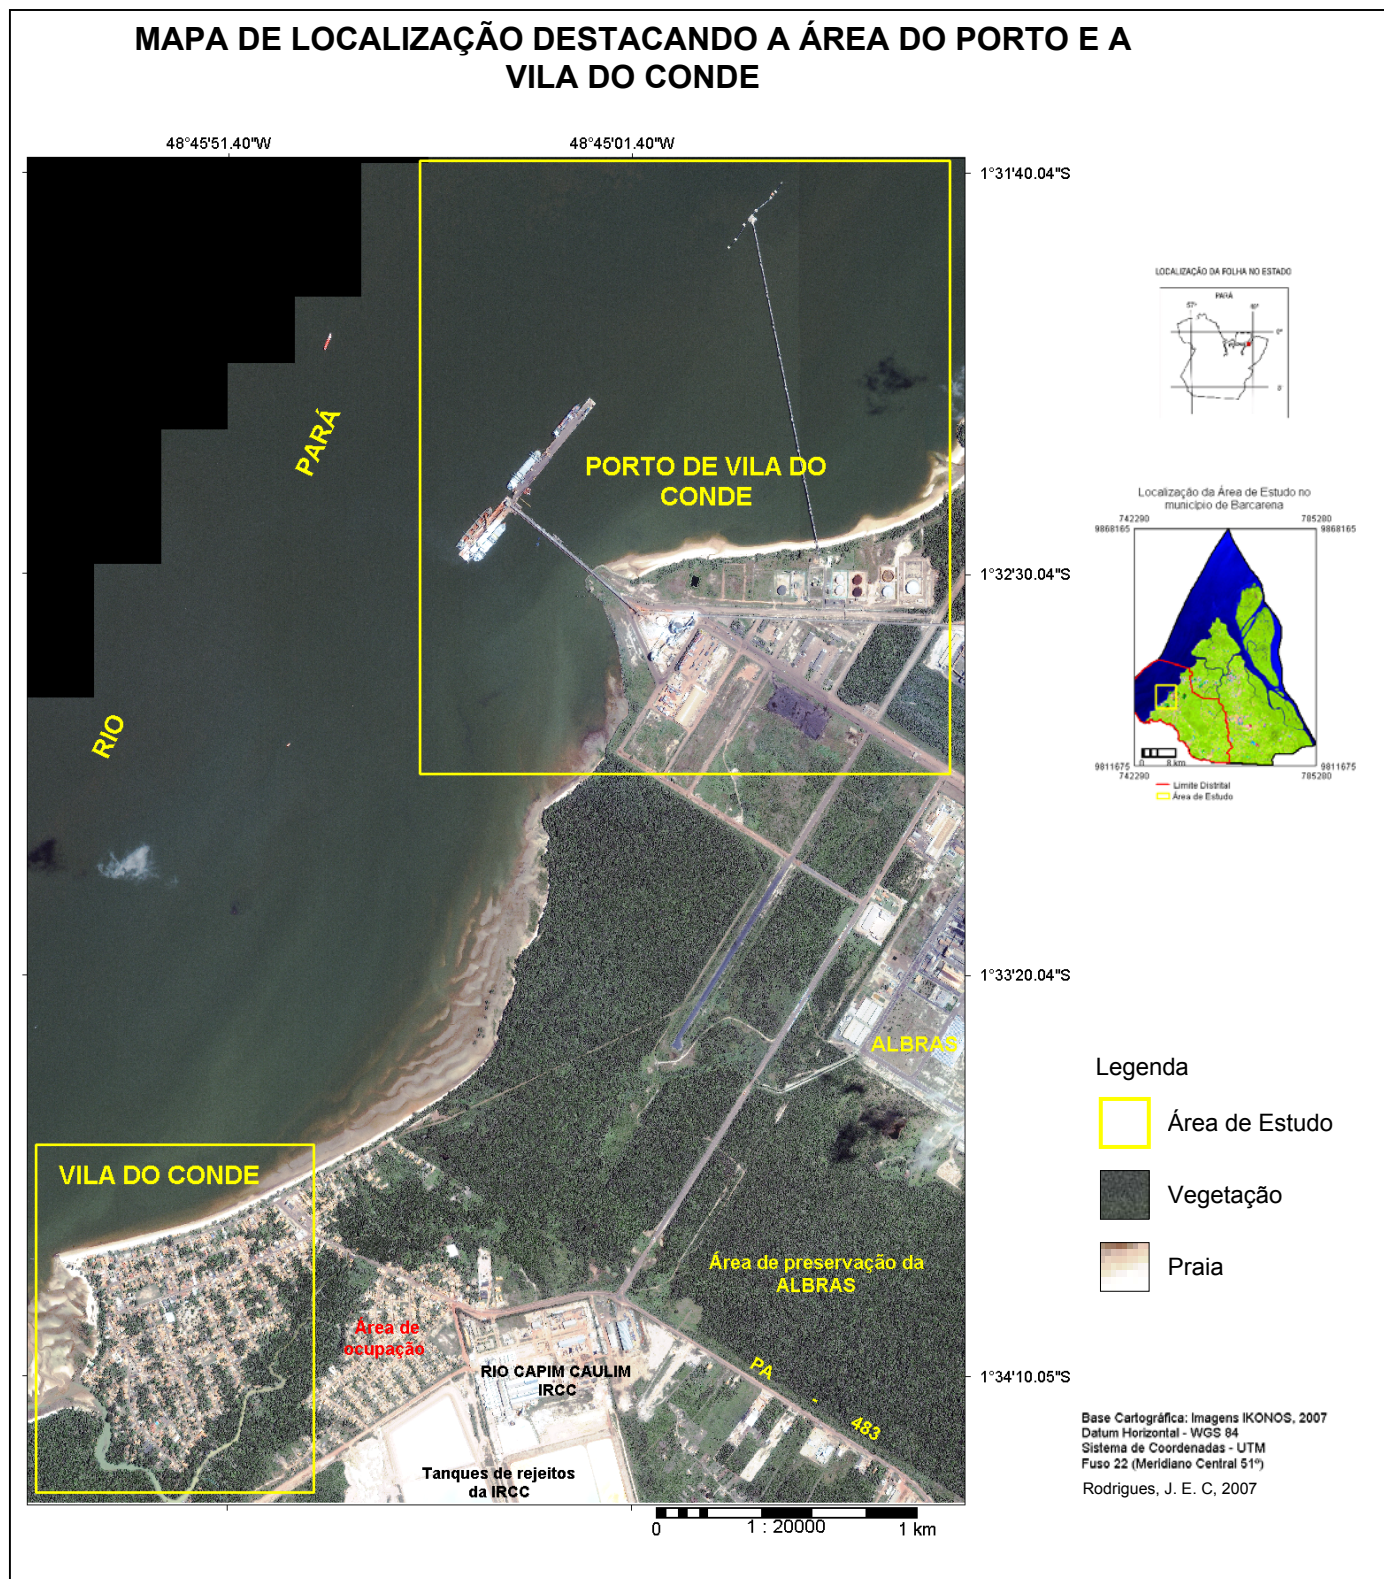 MAPA DE LOCALIZAÇÃO DESTACANDO A ÁREA DO PORTO E A
VILA DO CONDE
48°45'51.40"W
48°45'01.40"W
1°31'40.04"S
1°32'30.04"S
1°33'20.04"S
1°34'10.05"S
RIO
PARÁ
PORTO DE VILA DO
CONDE
ALBRAS
VILA DO CONDE
Área de preservação da
ALBRAS
Área de
ocupação
RIO CAPIM CAULIM
IRCC
PA - 483
Tanques de rejeitos
da IRCC
0
1 : 20000
1 km
LOCALIZAÇÃO DA FOLHA NO ESTADO
PARÁ
57°
0°
Localização da Área de Estudo no
município de Barcarena
742290
785280
9868165
9868165
0
8 km
9811675
9811675
742290
785280
Limite Distrital
Área de Estudo
Legenda
Área de Estudo
Vegetação
Praia
Base Cartográfica: Imagens IKONOS, 2007
Datum Horizontal - WGS 84
Sistema de Coordenadas - UTM
Fuso 22 (Meridiano Central 51º)
Rodrigues, J. E. C, 2007